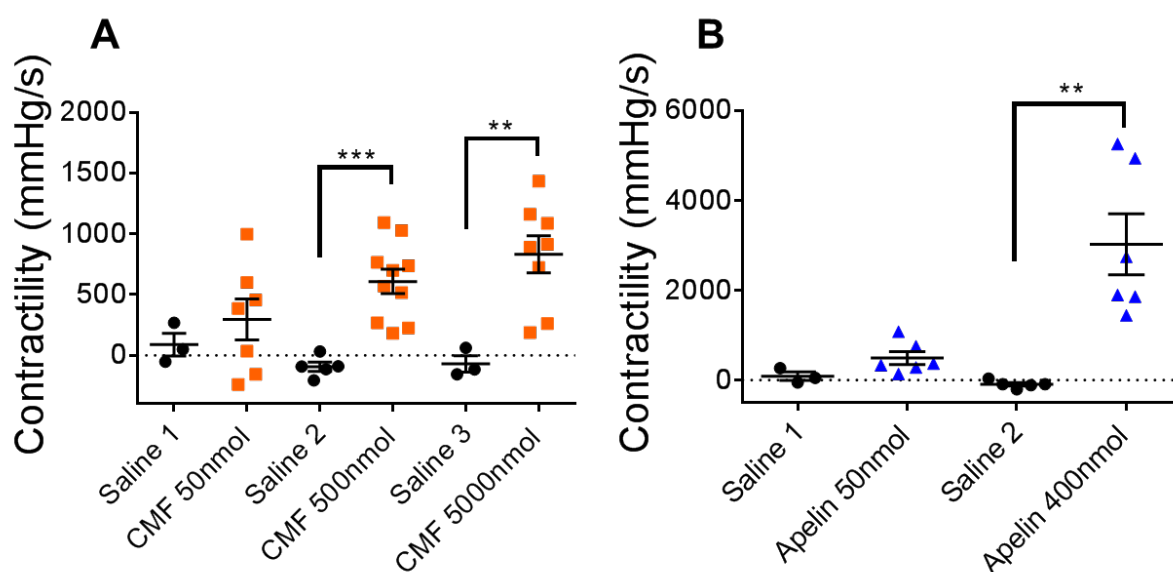 A
Contractility (mmHg/s)
2000
1500
1000
500
0
***
**
Saline 1
CMF 50nmol
Saline 2
CMF 500nmol
Saline 3
CMF 5000nmol
B
Contractility (mmHg/s)
6000
4000
2000
0
**
Saline 1
Apelin 50nmol
Saline 2
Apelin 400nmol